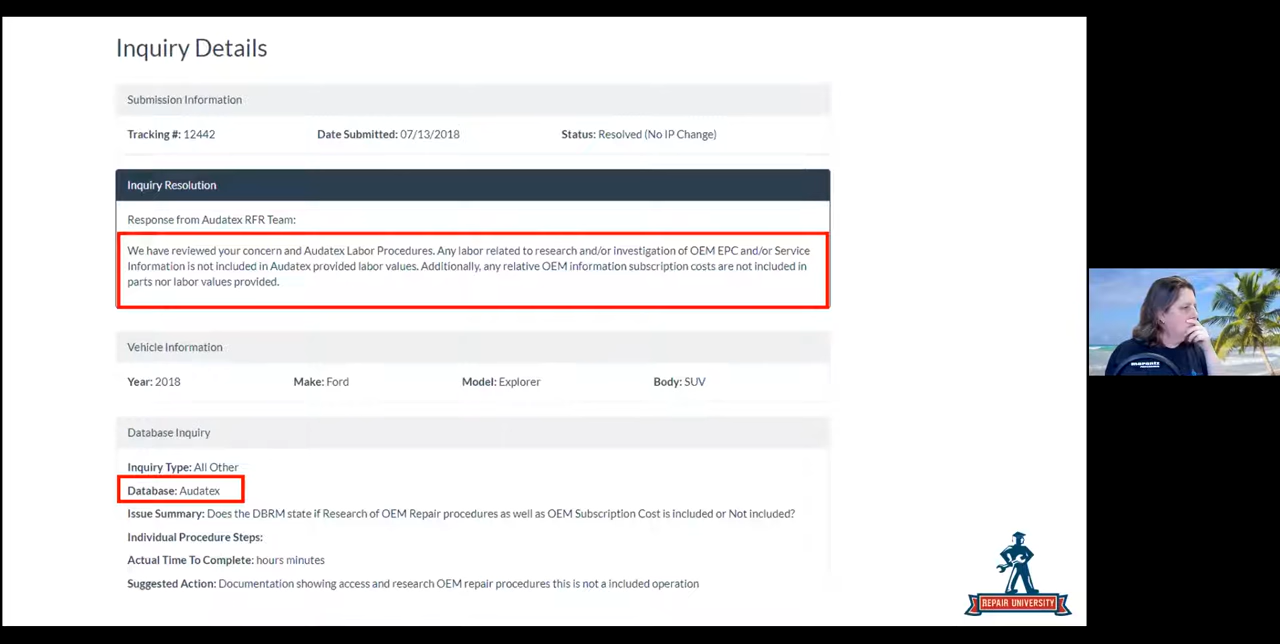 Inquiry Details
Submission Information
Tracking #: 12442 Date Submitted: 07/13/2018 Status: Resolved (No IP Change)
Inquiry Resolution
Response from Audatex RFR Team:
We have reviewed your concern and Audatex Labor Procedures. Any labor related to research and/or investigation of OEM EPC and/or Service
Information is not included in Audatex provided labor values. Additionally, any relative OEM information subscription costs are not included in
parts nor labor values provided.
Vehicle Information
Year: 2018 Make: Ford Model: Explorer Body: SUV
Database Inquiry
Inquiry Type: All Other
Database: Audatex
Issue Summary: Does the DBRM state if Research of OEM Repair procedures as well as OEM Subscription Cost is included or Not included?
Individual Procedure Steps:
Actual Time To Complete: hours minutes
Suggested Action: Documentation showing access and research OEM repair procedures this is not a included operation
REPAIR UNIVERSITY
marantz